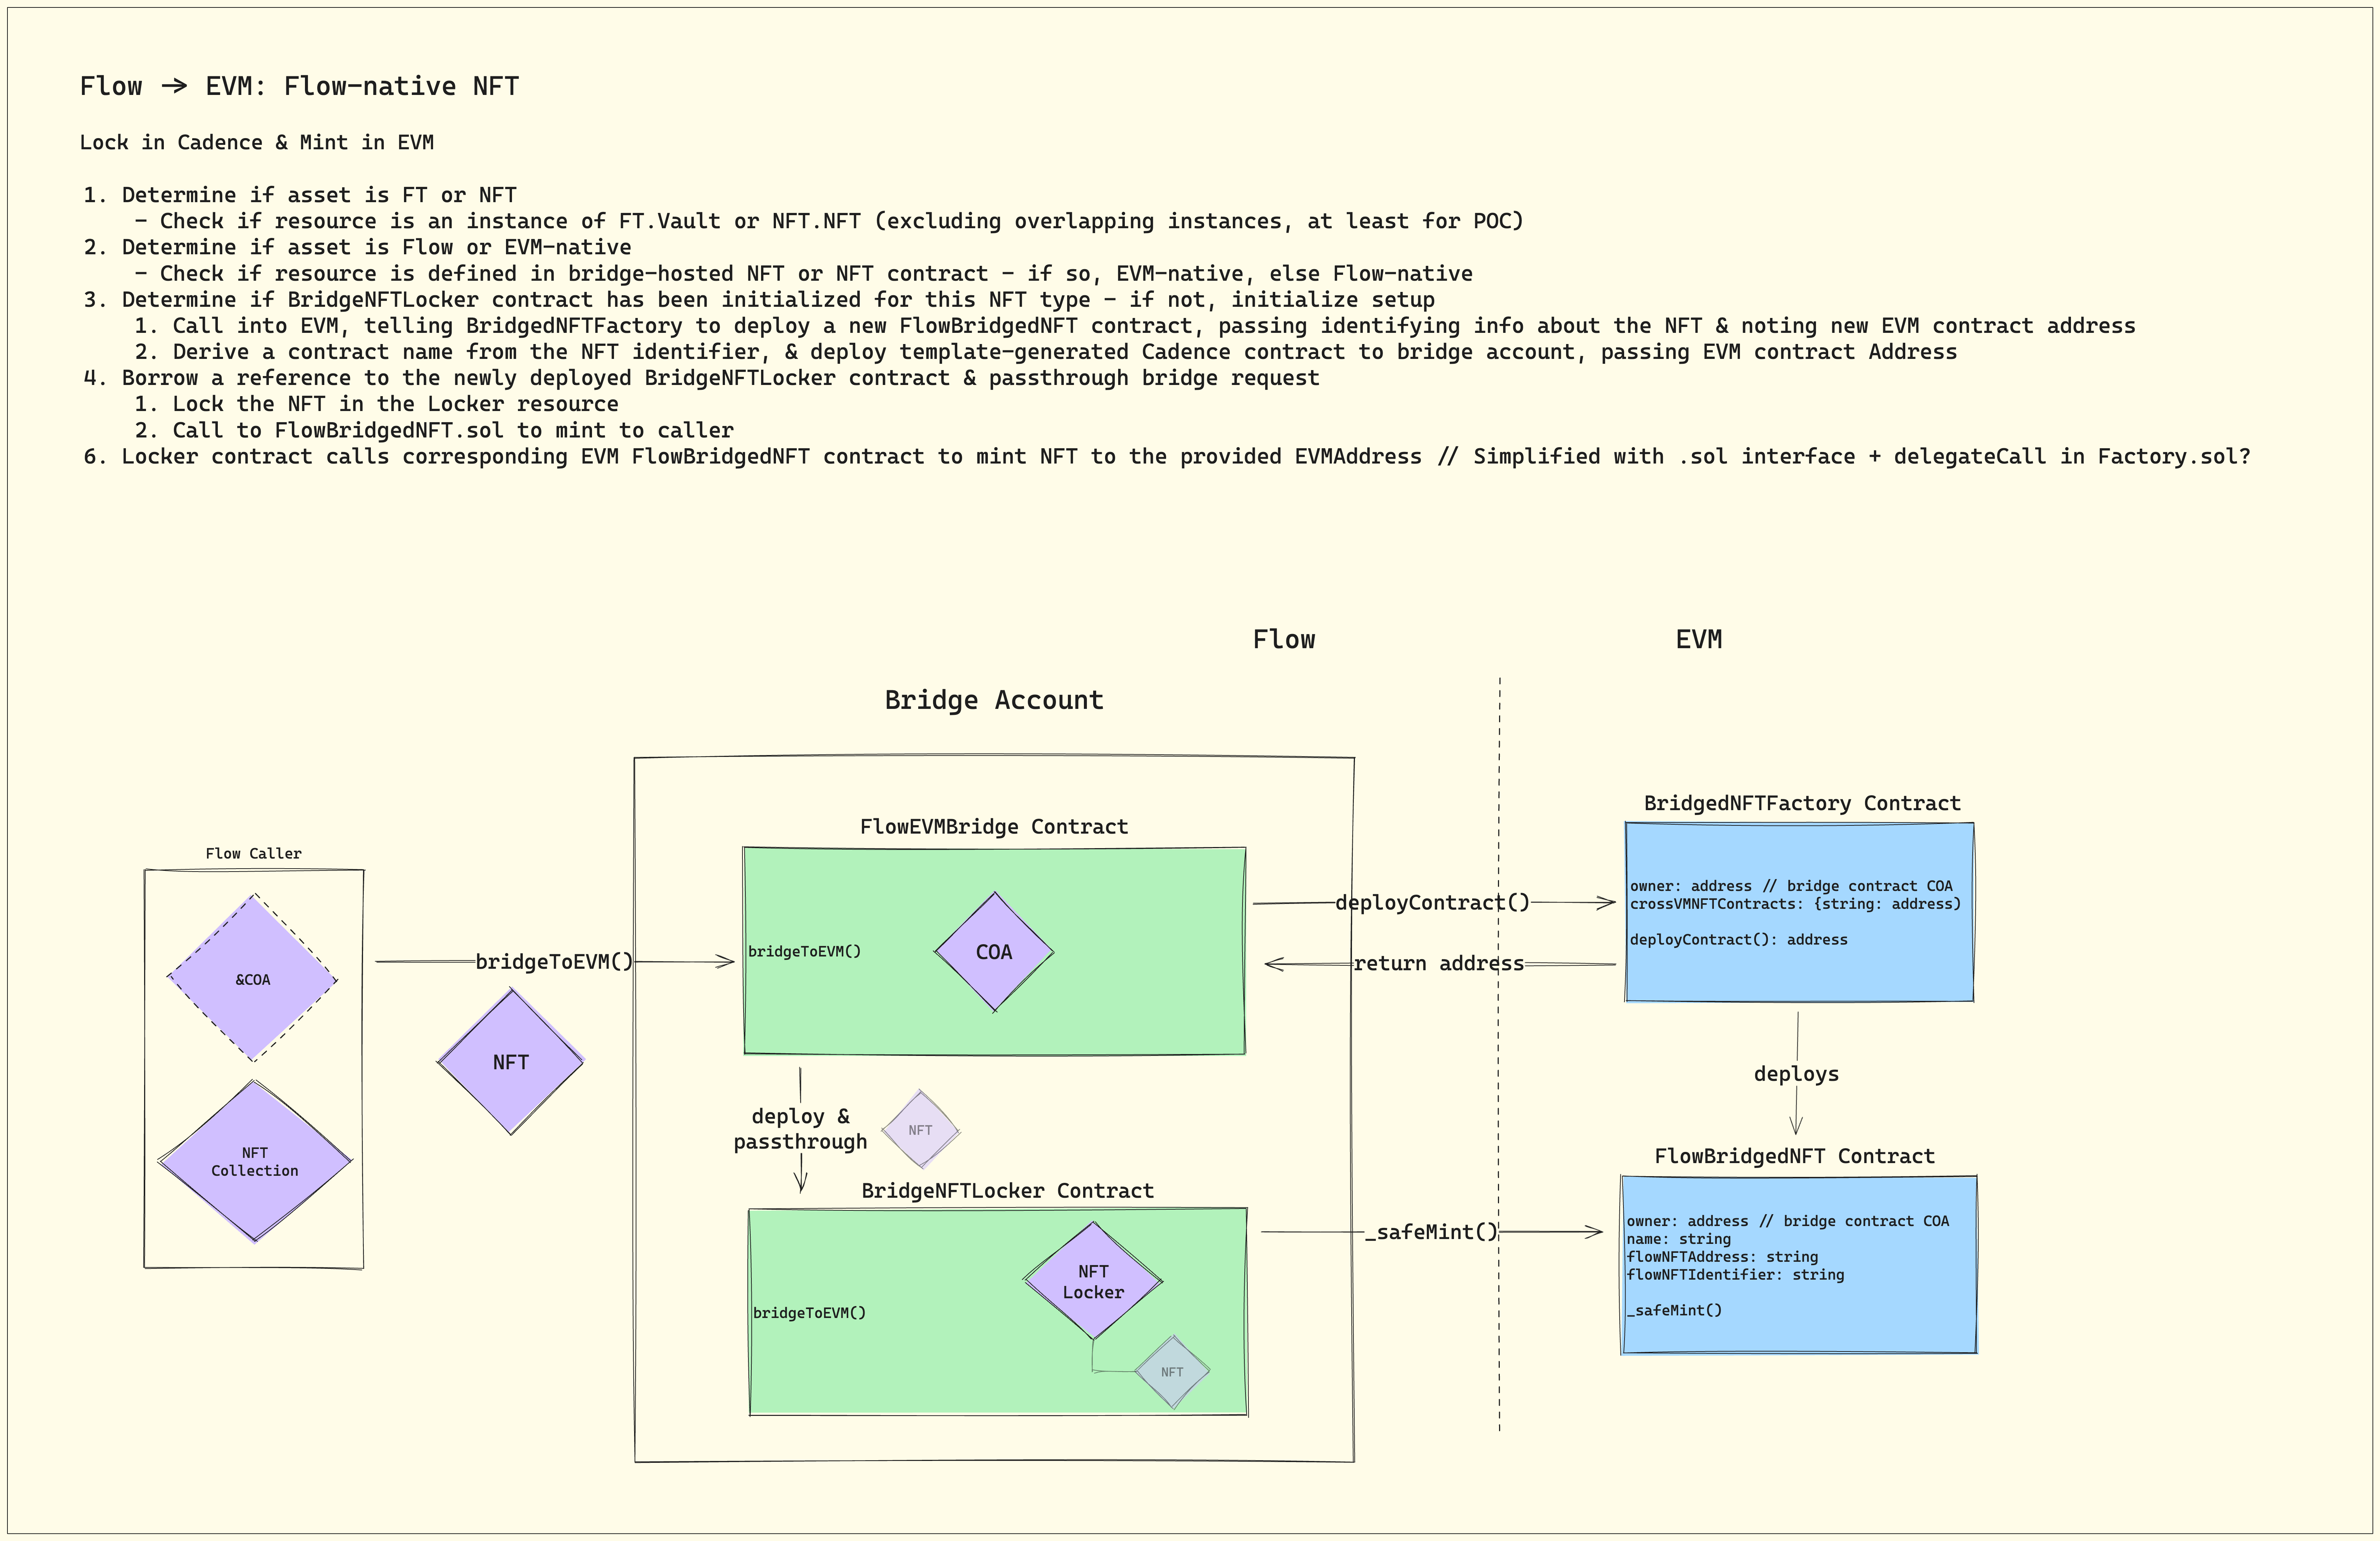 Flow -> EVM: Flow-native NFT
Lock in Cadence & Mint in EVM
1. Determine if asset is FT or NFT
- Check if resource is an instance of FT.Vault or NFT.NFT (excluding overlapping instances, at least for POC)
2. Determine if asset is Flow or EVM-native
- Check if resource is defined in bridge-hosted NFT or NFT contract - if so, EVM-native, else Flow-native
3. Determine if BridgeNFTLocker contract has been initialized for this NFT type - if not, initialize setup
1. Call into EVM, telling BridgedNFTFactory to deploy a new FlowBridgedNFT contract, passing identifying info about the NFT & noting new EVM contract address
2. Derive a contract name from the NFT identifier, & deploy template-generated Cadence contract to bridge account, passing EVM contract Address
4. Borrow a reference to the newly deployed BridgeNFTLocker contract & passthrough bridge request
1. Lock the NFT in the Locker resource
2. Call to FlowBridgedNFT.sol to mint to caller
6. Locker contract calls corresponding EVM FlowBridgedNFT contract to mint NFT to the provided EVMAddress // Simplified with .sol interface + delegateCall in Factory.sol?
Flow
EVM
Bridge Account
Flow Caller
&COA
NFT
Collection
bridgeToEVM()
NFT
FlowEVMBridge Contract
bridgeToEVM()
COA
deploy &
passthrough
NFT
BridgeNFTLocker Contract
bridgeToEVM()
NFT
Locker
NFT
deployContract()
return address
_safeMint()
BridgedNFTFactory Contract
owner: address // bridge contract COA
crossVMNFTContracts: {string: address)
deployContract(): address
deploys
FlowBridgedNFT Contract
owner: address // bridge contract COA
name: string
flowNFTAddress: string
flowNFTIdentifier: string
_safeMint()